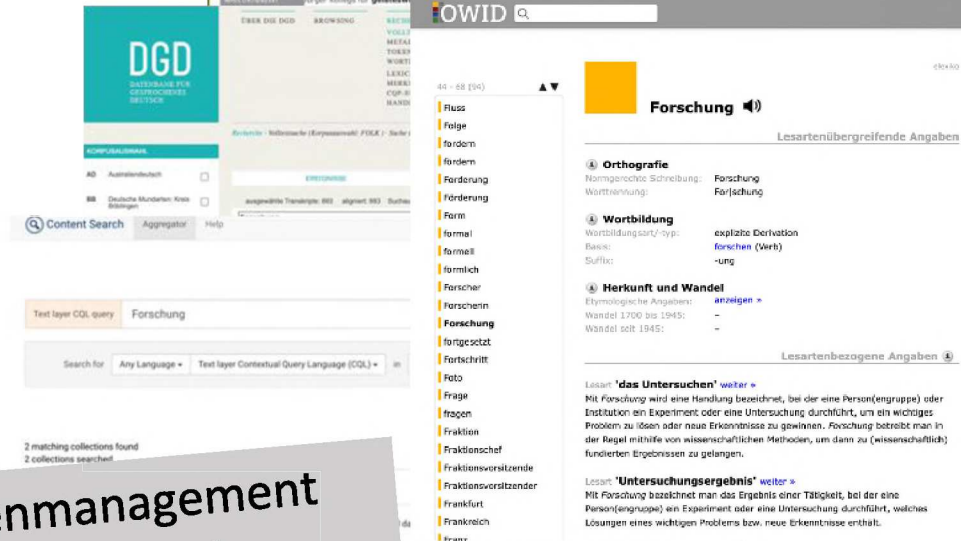 ÜBER DIE DGD
BROWSING
DGD
DATENBANK FÜR
GESPROCHENES
DEUTSCH
KORPUSAUSWAHL
AD Australiendeutsch
BB Deutsche Mundarten: Kreis
Böblingen
ausgewählte Transkripte: 893 aligniert: 893
Content Search Aggregator Help
Text layer CQL query Forschung
Search for Any Language Text layer Contextual Query Language (CQL) in
2 matching collections found
2 collections searched
enmanagement
OWID
elexiko
44 - 68 (94) ▲▼
Fluss
Folge
fordern
fördern
Forderung
Förderung
Form
formal
formell
förmlich
Forscher
Forscherin
Forschung
fortgesetzt
Fortschritt
Foto
Frage
fragen
Fraktion
Fraktionschef
Fraktionsvorsitzende
Fraktionsvorsitzender
Frankfurt
Frankreich
Franz
Forschung
Lesartenübergreifende Angaben
Orthografie
Normgerechte Schreibung: Forschung
Worttrennung: For|schung
Wortbildung
Wortbildungsart/-typ: explizite Derivation
Basis: forschen (Verb)
Suffix: -ung
Herkunft und Wandel
Etymologische Angaben: anzeigen »
Wandel 1700 bis 1945: –
Wandel seit 1945: –
Lesartenbezogene Angaben
Lesart 'das Untersuchen' weiter »
Mit Forschung wird eine Handlung bezeichnet, bei der eine Person(engruppe) oder
Institution ein Experiment oder eine Untersuchung durchführt, um ein wichtiges
Problem zu lösen oder neue Erkenntnisse zu gewinnen. Forschung betreibt man in
der Regel mithilfe von wissenschaftlichen Methoden, um dann zu (wissenschaftlich)
fundierten Ergebnissen zu gelangen.
Lesart 'Untersuchungsergebnis' weiter »
Mit Forschung bezeichnet man das Ergebnis einer Tätigkeit, bei der eine
Person(engruppe) ein Experiment oder eine Untersuchung durchführt, welches
Lösungen eines wichtigen Problems bzw. neue Erkenntnisse enthält.